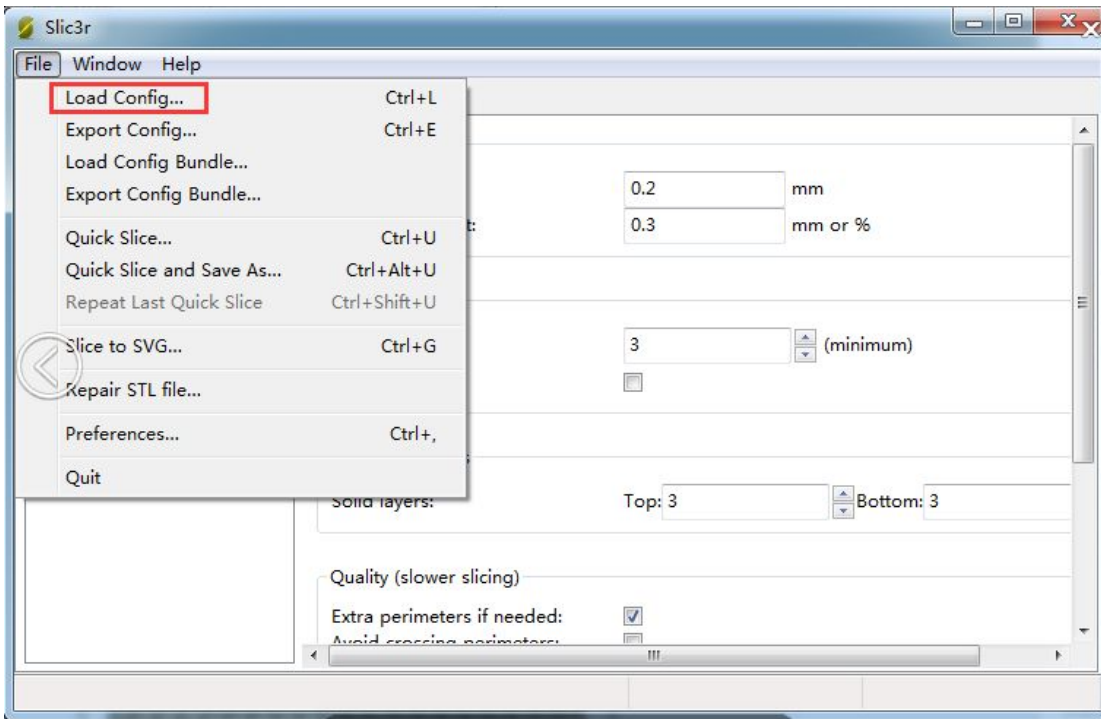 Slic3r
File Window Help
Load Config... Ctrl+L
Export Config... Ctrl+E
Load Config Bundle...
Export Config Bundle...
0.2 mm
0.3 mm or %
Quick Slice... Ctrl+U
Quick Slice and Save As... Ctrl+Alt+U
Repeat Last Quick Slice Ctrl+Shift+U
Slice to SVG... Ctrl+G
3 (minimum)
Repair STL file...
Preferences... Ctrl+,
Quit
Solid layers: Top: 3 Bottom: 3
Quality (slower slicing)
Extra perimeters if needed:
Avoid crossing perimeters: